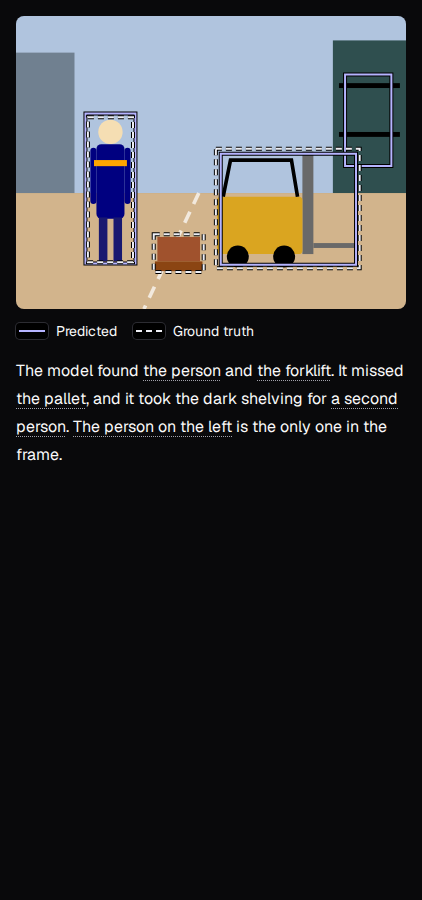 Predicted
Ground truth
The model found the person and the forklift. It missed
the pallet, and it took the dark shelving for a second
person. The person on the left is the only one in the
frame.